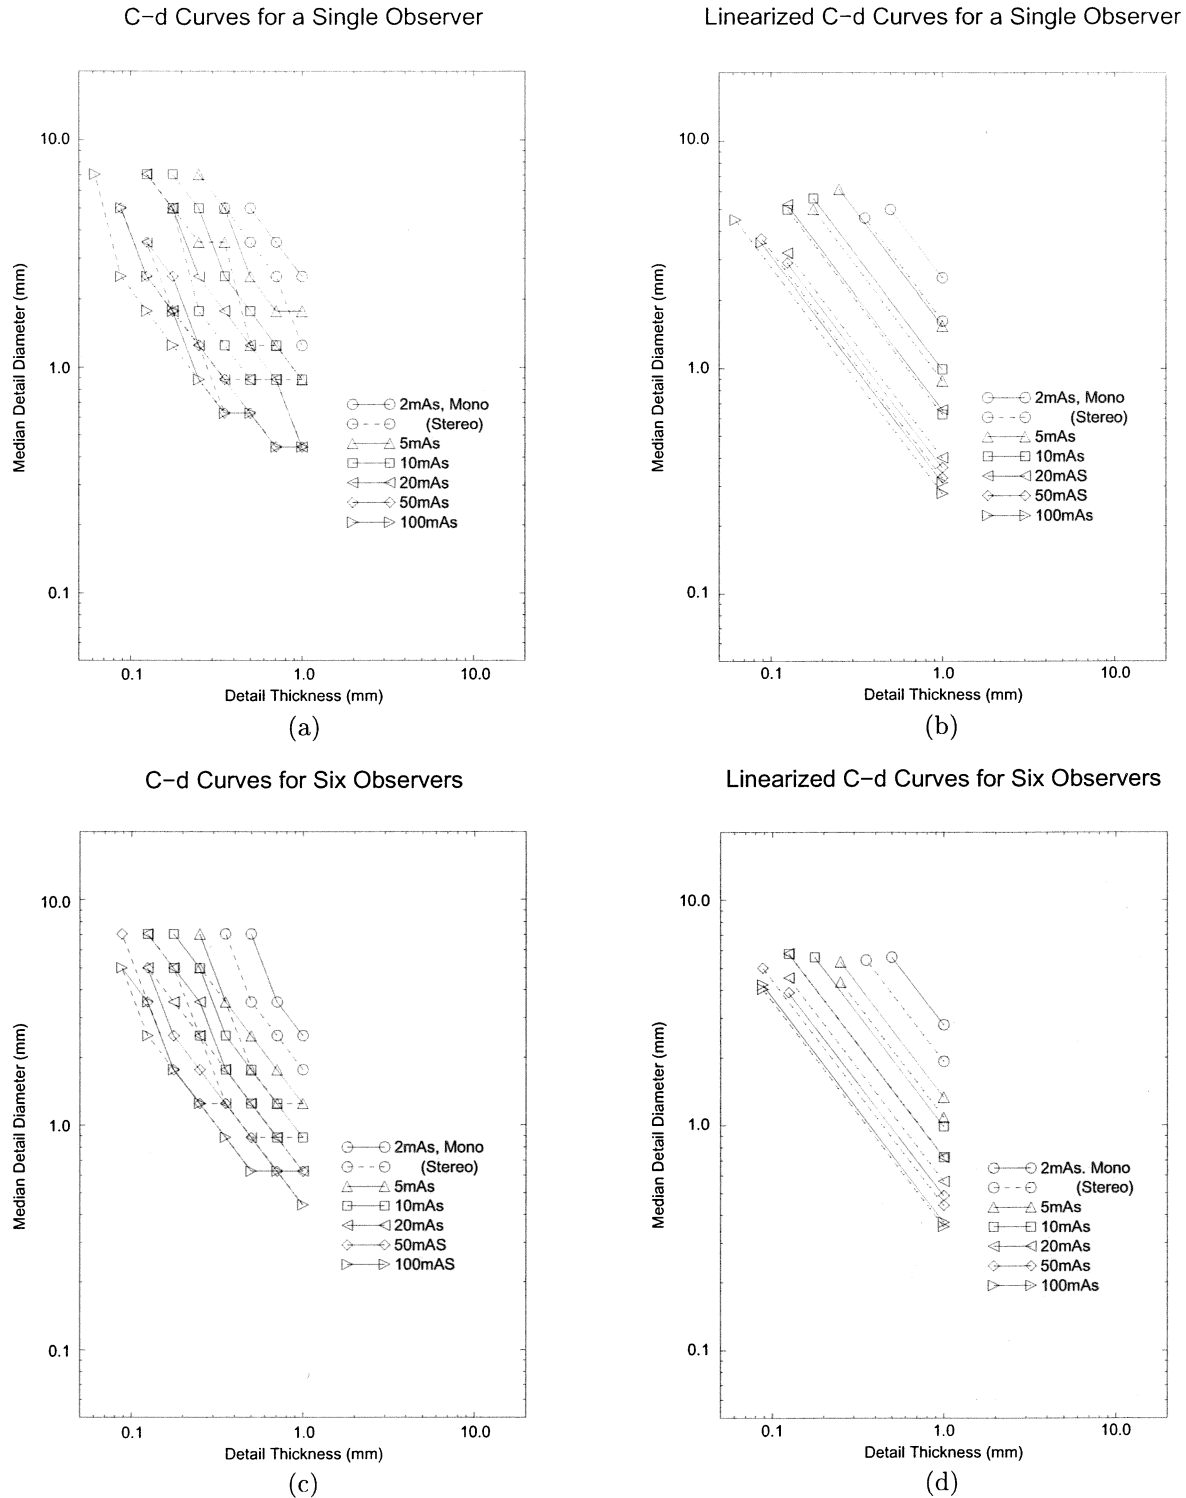 C−d Curves for a Single Observer
Median Detail Diameter (mm)
10.0
1.0
0.1
2mAs, Mono
(Stereo)
5mAs
10mAs
20mAs
50mAs
100mAs
0.1 1.0 10.0
Detail Thickness (mm)
(a)
Linearized C−d Curves for a Single Observer
Median Detail Diameter (mm)
10.0
1.0
0.1
2mAs, Mono
(Stereo)
5mAs
10mAs
20mAS
50mAS
100mAs
0.1 1.0 10.0
Detail Thickness (mm)
(b)
C−d Curves for Six Observers
Median Detail Diameter (mm)
10.0
1.0
0.1
2mAs, Mono
(Stereo)
5mAs
10mAs
20mAs
50mAS
100mAS
0.1 1.0 10.0
Detail Thickness (mm)
(c)
Linearized C−d Curves for Six Observers
Median Detail Diameter (mm)
10.0
1.0
0.1
2mAs. Mono
(Stereo)
5mAs
10mAs
20mAs
50mAs
100mAs
0.1 1.0 10.0
Detail Thickness (mm)
(d)